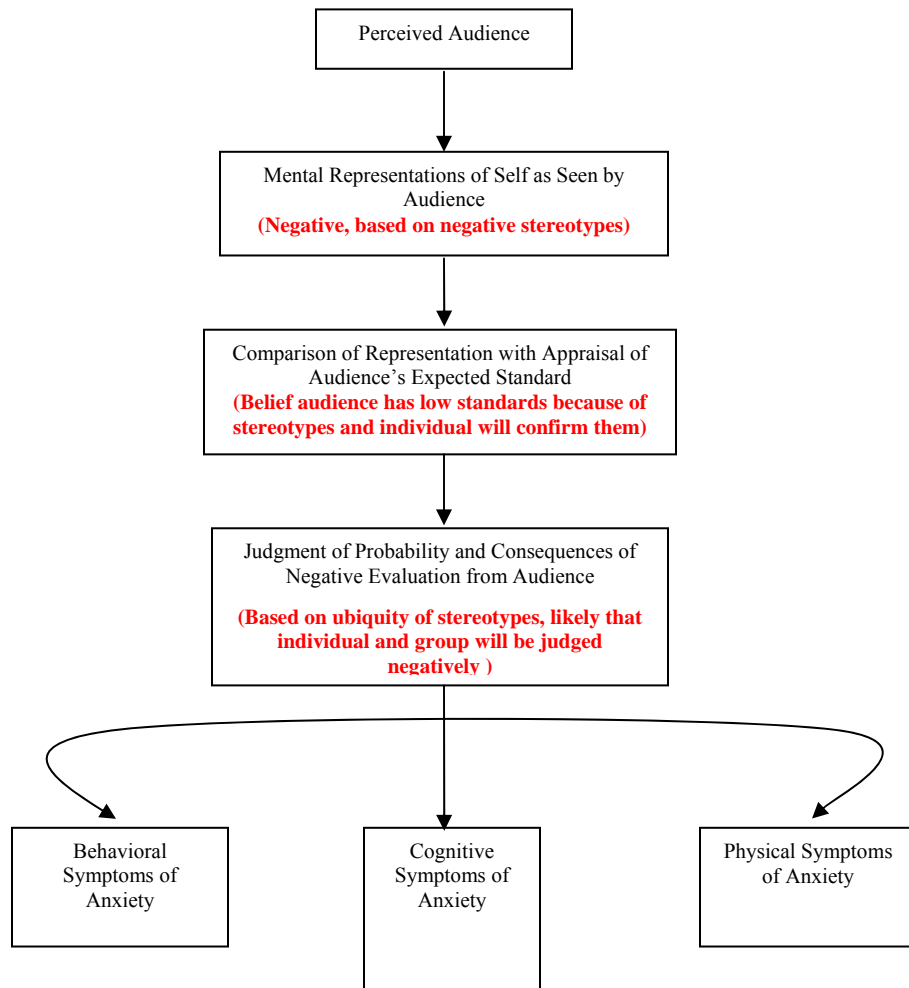 Perceived Audience
Mental Representations of Self as Seen by
Audience
(Negative, based on negative stereotypes)
Comparison of Representation with Appraisal of
Audience’s Expected Standard
(Belief audience has low standards because of
stereotypes and individual will confirm them)
Judgment of Probability and Consequences of
Negative Evaluation from Audience
(Based on ubiquity of stereotypes, likely that
individual and group will be judged
negatively )
Behavioral
Symptoms of
Anxiety
Cognitive
Symptoms of
Anxiety
Physical Symptoms
of Anxiety